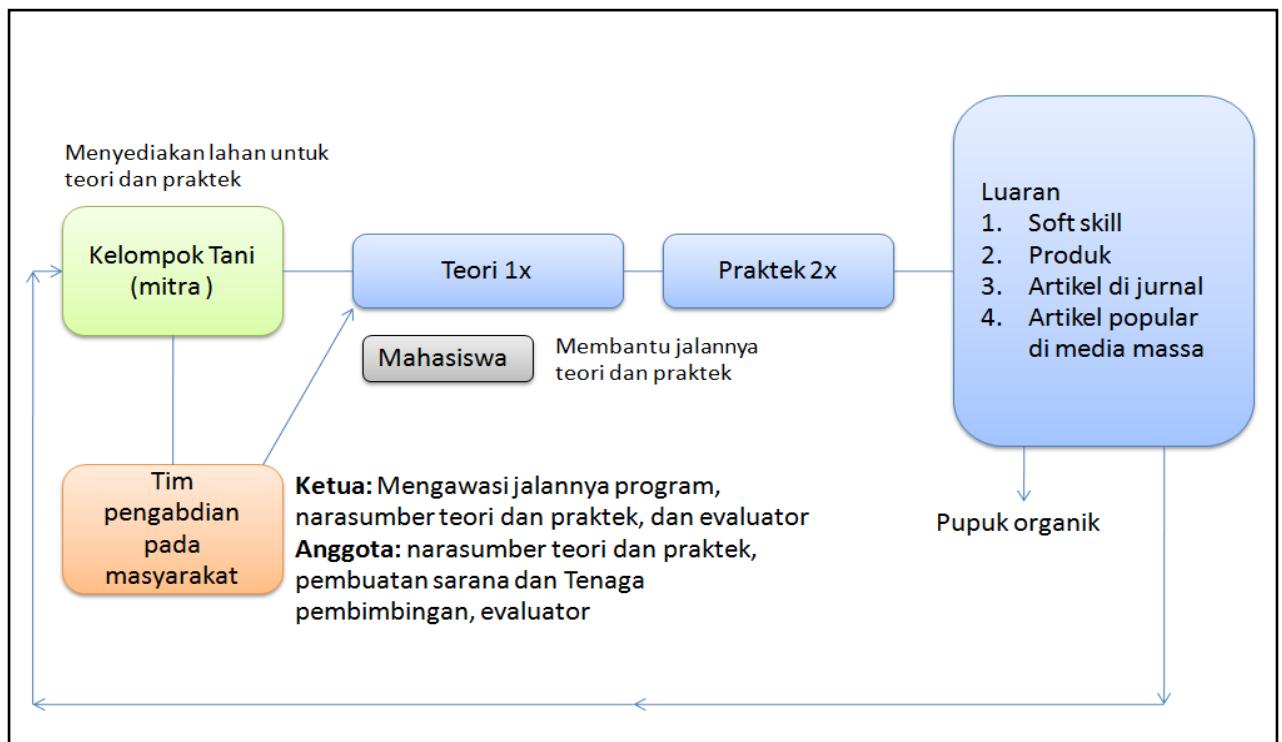 Menyediakan lahan untuk
teori dan praktek
Kelompok Tani
(mitra )
Teori 1x
Praktek 2x
Luaran
1. Soft skill
2. Produk
3. Artikel di jurnal
4. Artikel popular
di media massa
Mahasiswa
Membantu jalannya
teori dan praktek
Tim
pengabdian
pada
masyarakat
Ketua: Mengawasi jalannya program,
narasumber teori dan praktek, dan evaluator
Anggota: narasumber teori dan praktek,
pembuatan sarana dan Tenaga
pembimbingan, evaluator
Pupuk organik